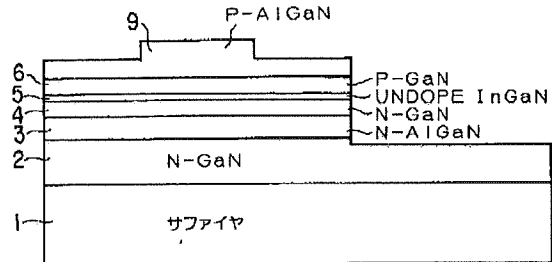 9
P-AlGaN
6
P-GaN
5
UNDOPE InGaN
4
N-GaN
3
N-AlGaN
2
N-GaN
1
サファイヤ